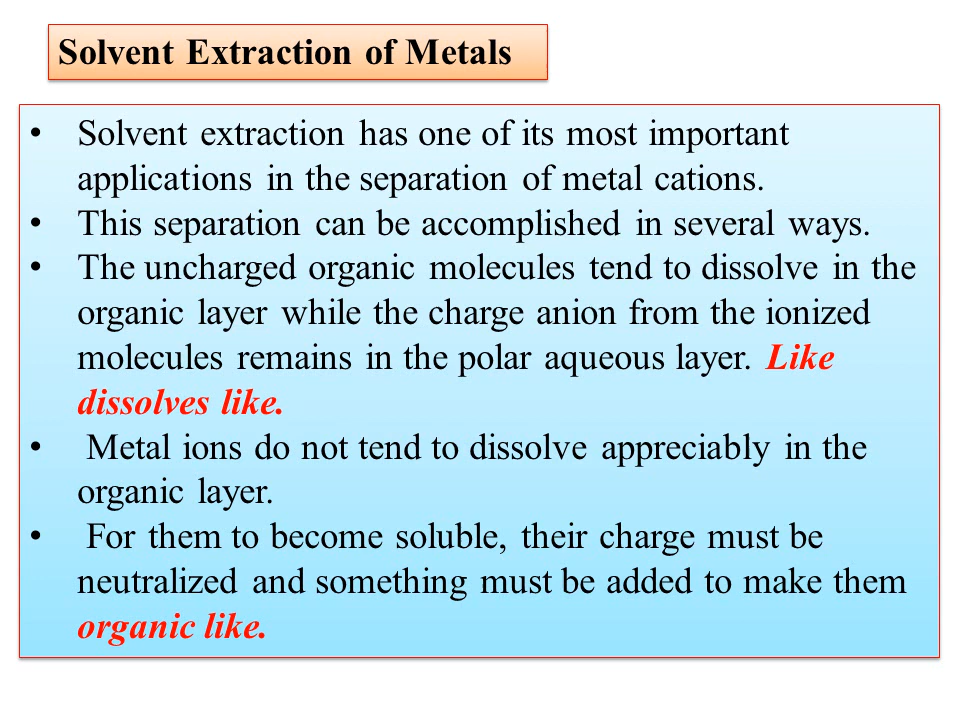 Solvent Extraction of Metals
• Solvent extraction has one of its most important
applications in the separation of metal cations.
• This separation can be accomplished in several ways.
• The uncharged organic molecules tend to dissolve in the
organic layer while the charge anion from the ionized
molecules remains in the polar aqueous layer. Like
dissolves like.
• Metal ions do not tend to dissolve appreciably in the
organic layer.
• For them to become soluble, their charge must be
neutralized and something must be added to make them
organic like.